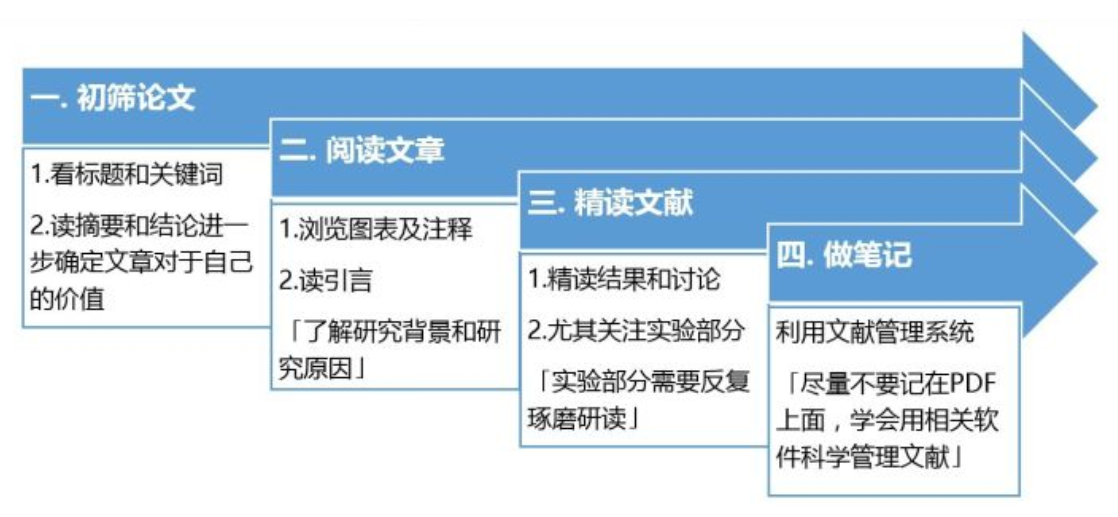 一. 初筛论文
1.看标题和关键词
2.读摘要和结论进一
步确定文章对于自己
的价值
二. 阅读文章
1.浏览图表及注释
2.读引言
「了解研究背景和研
究原因」
三. 精读文献
1.精读结果和讨论
2.尤其关注实验部分
「实验部分需要反复
琢磨研读」
四. 做笔记
利用文献管理系统
「尽量不要记在PDF
上面，学会用相关软
件科学管理文献」